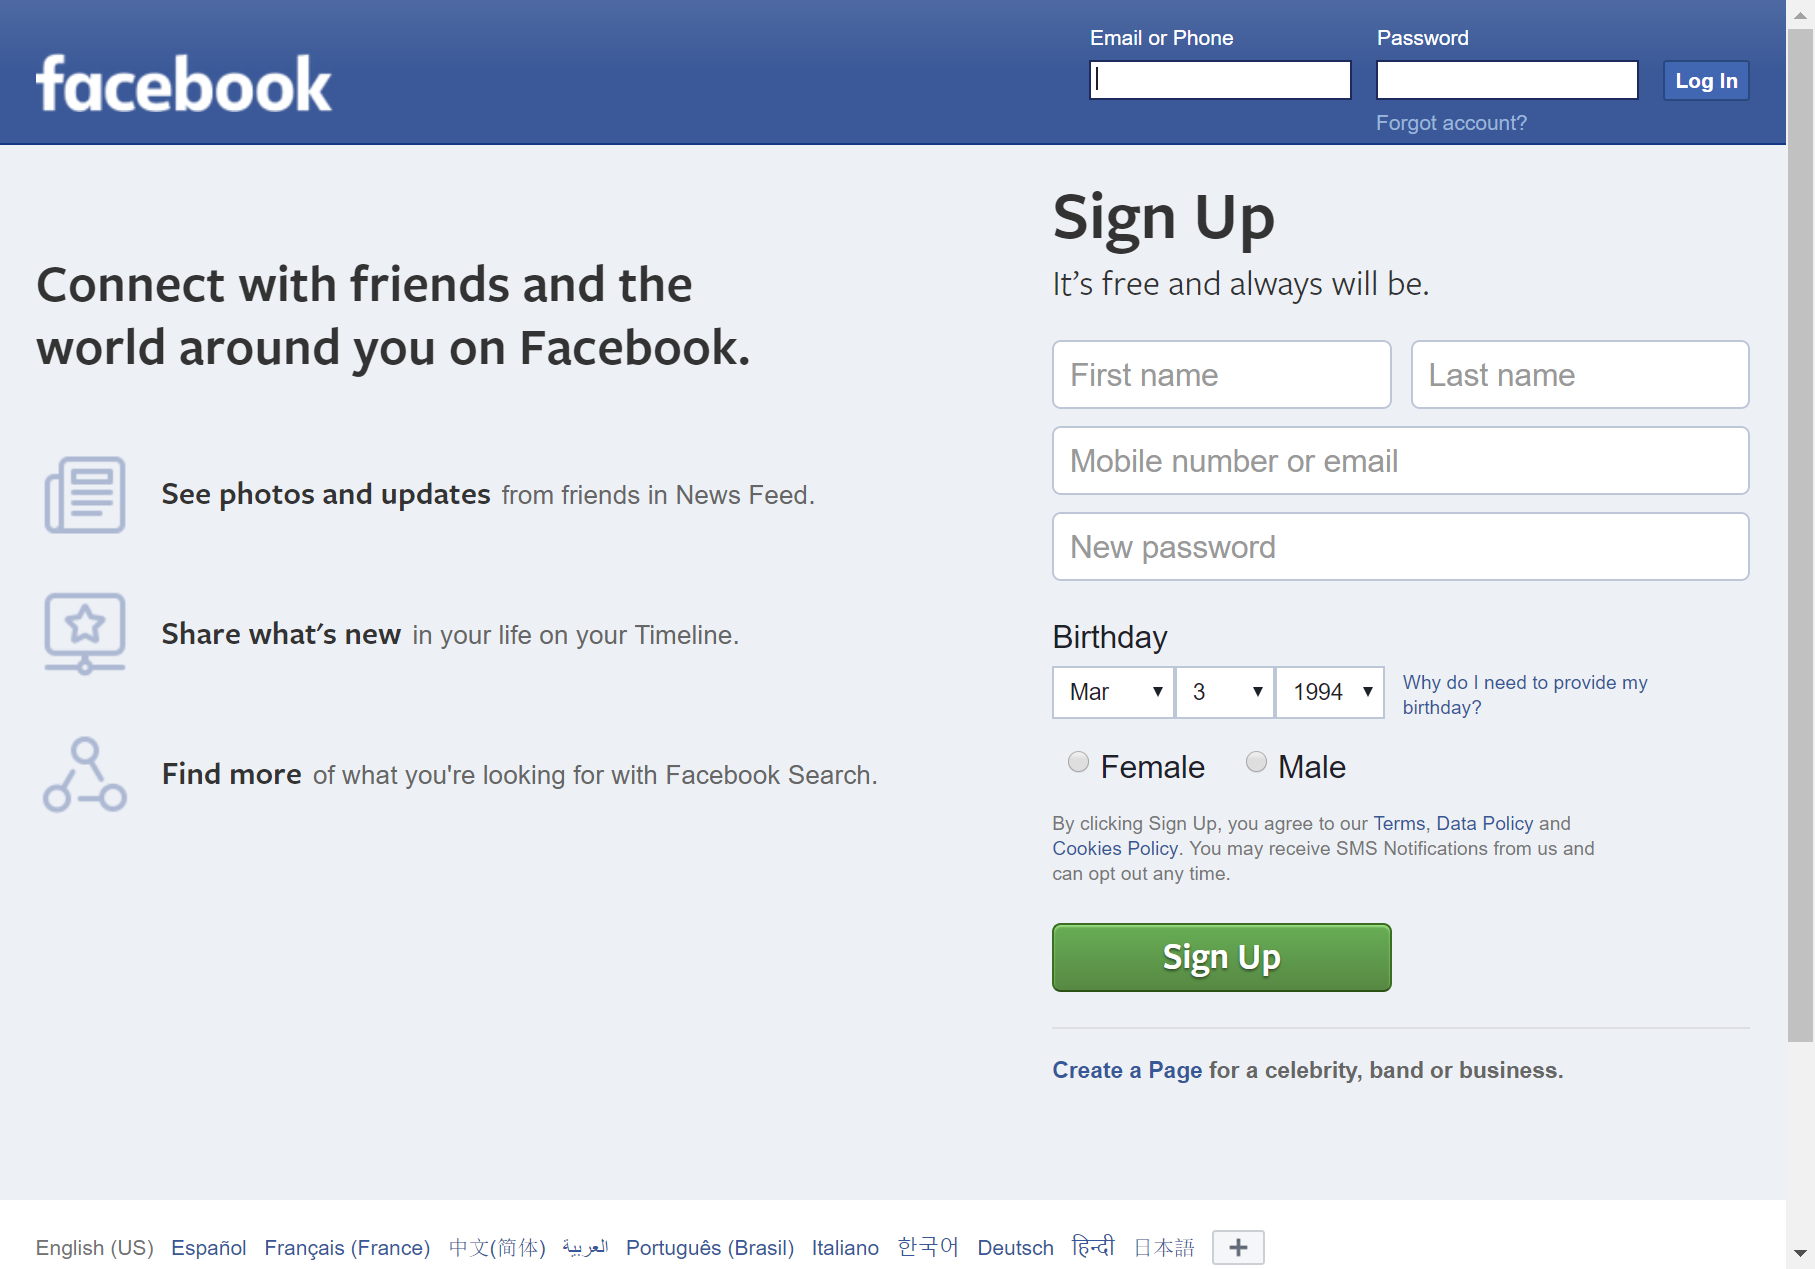 facebook
Email or Phone
Password
Log In
Forgot account?
Connect with friends and the
world around you on Facebook.
See photos and updates from friends in News Feed.
Share what's new in your life on your Timeline.
Find more of what you're looking for with Facebook Search.
Sign Up
It’s free and always will be.
First name
Last name
Mobile number or email
New password
Birthday
Mar 3 1994
Why do I need to provide my
birthday?
Female Male
By clicking Sign Up, you agree to our Terms, Data Policy and
Cookies Policy. You may receive SMS Notifications from us and
can opt out any time.
Sign Up
Create a Page for a celebrity, band or business.
English (US) Español Français (France) 中文(简体) العربية Português (Brasil) Italiano 한국어 Deutsch हिन्दी 日本語 +